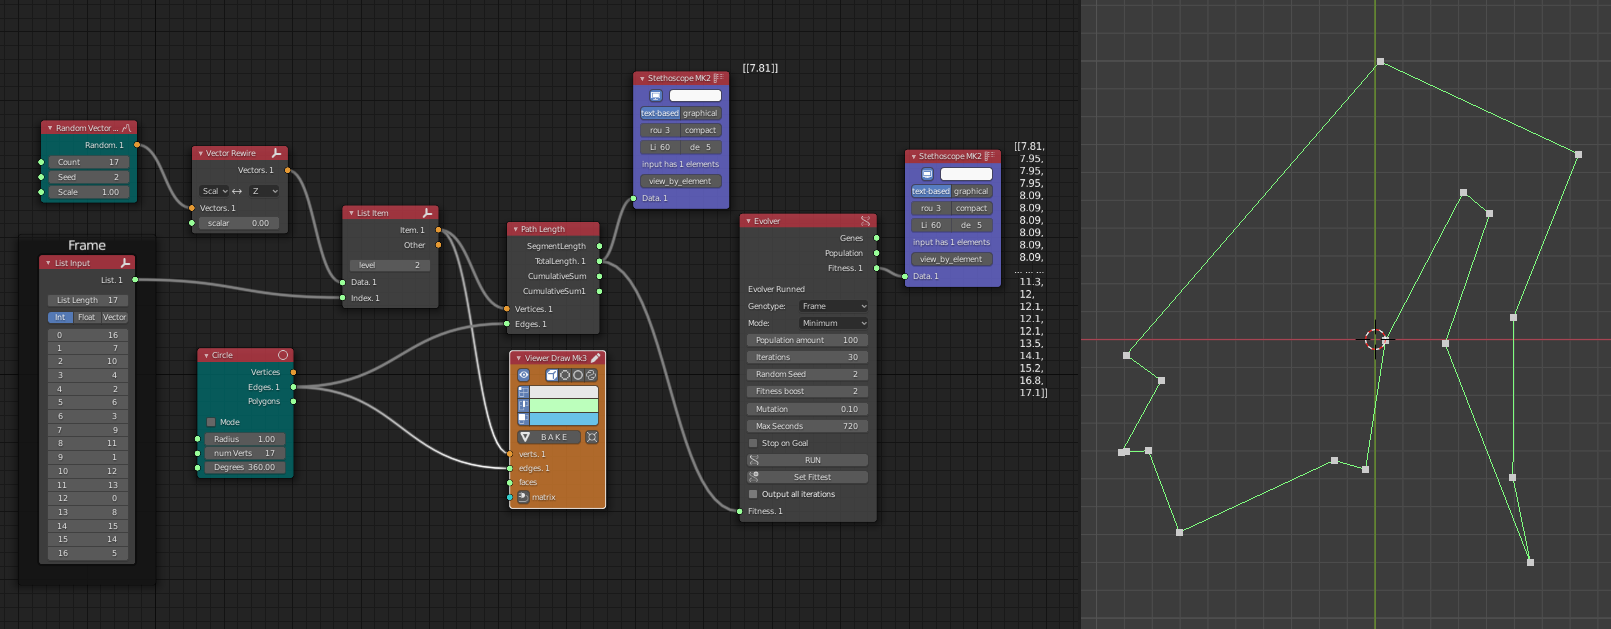 Random Vector ...
Random. 1
Count 17
Seed 2
Scale 1.00
Vector Rewire
Vectors. 1
Scal Z
Vectors. 1
scalar 0.00
Frame
List Input
List. 1
List Length 17
Int Float Vector
0 16
1 7
2 10
3 4
4 2
5 6
6 3
7 9
8 11
9 1
10 12
11 13
12 0
13 8
14 15
15 14
16 5
Circle
Vertices
Edges. 1
Polygons
Mode
Radius 1.00
num Verts 17
Degrees 360.00
List Item
Item. 1
Other
level 2
Data. 1
Index. 1
Path Length
SegmentLength
TotalLength. 1
CumulativeSum
CumulativeSum1
Vertices. 1
Edges. 1
Viewer Draw Mk3
BAKE
verts. 1
edges. 1
faces
matrix
Stethoscope MK2
text-based graphical
rou 3 compact
Li 60 de 5
input has 1 elements
view_by_element
Data. 1
[[7.81]]
Evolver
Genes
Population
Fitness. 1
Evolver Runned
Genotype: Frame
Mode: Minimum
Population amount 100
Iterations 30
Random Seed 2
Fitness boost 2
Mutation 0.10
Max Seconds 720
Stop on Goal
RUN
Set Fittest
Output all iterations
Fitness. 1
Stethoscope MK2
text-based graphical
rou 3 compact
Li 60 de 5
input has 1 elements
view_by_element
Data. 1
[[7.81,
7.95,
7.95,
7.95,
8.09,
8.09,
8.09,
8.09,
8.09,
8.09,
... ... ...
11.3,
12,
12.1,
12.1,
12.1,
13.5,
14.1,
15.2,
16.8,
17.1]]